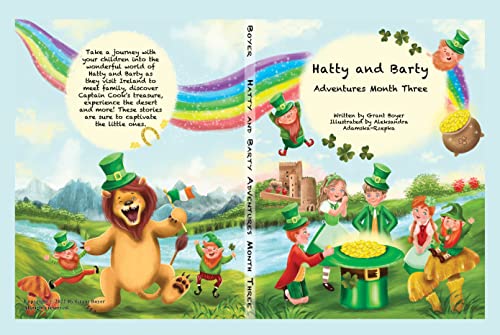 Take a journey with
your children into the
wonderful world of
Hatty and Barty as
they visit Ireland to
meet family, discover
Captain Cook's treasure,
experience the desert
and more! These stories
are sure to captivate
the little ones.
Boyer Hatty and Barty Adventures Month Three
Hatty and Barty
Adventures Month Three
Written by Grant Boyer
Illustrated by Aleksandra
Adamska-Rzepka
Boyer